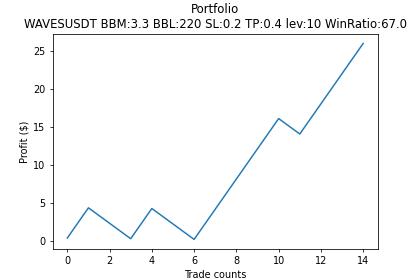 Portfolio
WAVESUSDT BBM:3.3 BBL:220 SL:0.2 TP:0.4 lev:10 WinRatio:67.0
25
20
15
10
5
0
Profit ($)
0 2 4 6 8 10 12 14
Trade counts